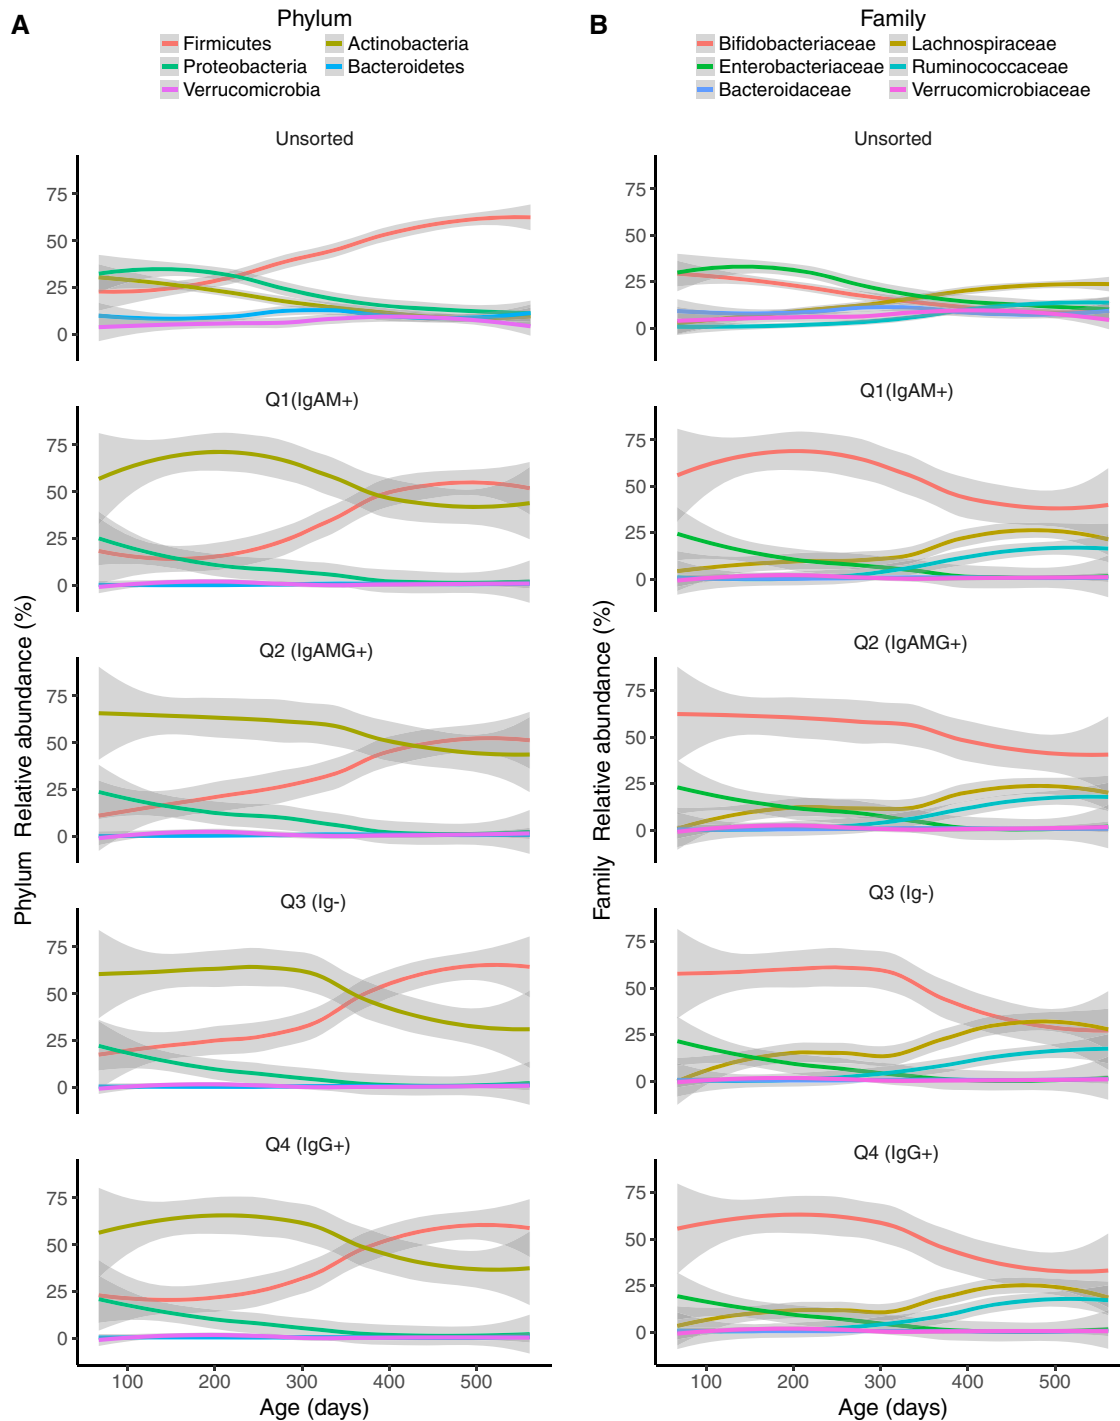 A
Phylum
Firmicutes
Actinobacteria
Proteobacteria
Bacteroidetes
Verrucomicrobia
Unsorted
75
50
25
0
Q1(IgAM+)
75
50
25
0
Q2 (IgAMG+)
75
50
25
0
Q3 (Ig-)
75
50
25
0
Q4 (IgG+)
75
50
25
0
100 200 300 400 500
Age (days)
Phylum Relative abundance (%)
B
Family
Bifidobacteriaceae
Lachnospiraceae
Enterobacteriaceae
Ruminococcaceae
Bacteroidaceae
Verrucomicrobiaceae
Unsorted
75
50
25
0
Q1(IgAM+)
75
50
25
0
Q2 (IgAMG+)
75
50
25
0
Q3 (Ig-)
75
50
25
0
Q4 (IgG+)
75
50
25
0
100 200 300 400 500
Age (days)
Family Relative abundance (%)